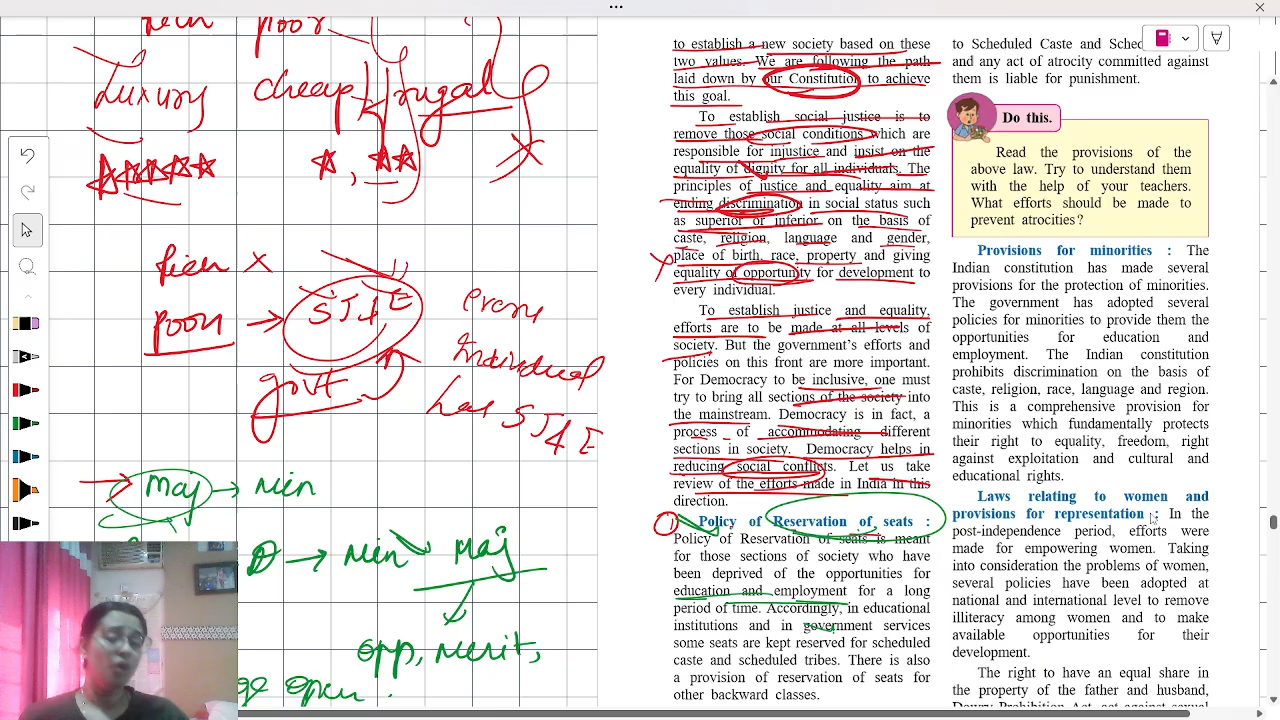 poor
Luxury
cheap
frugal
rich ×
poor → SJ & E
govt
every
individual
has SJ & E
Maj → Min
→ Min Maj
opp, merit,
open
to establish a new society based on these
two values. We are following the path
laid down by our Constitution to achieve
this goal.
To establish social justice is to
remove those social conditions which are
responsible for injustice and insist on the
equality of dignity for all individuals. The
principles of justice and equality aim at
ending discrimination in social status such
as superior or inferior on the basis of
caste, religion, language and gender,
place of birth, race, property and giving
equality of opportunity for development to
every individual.
To establish justice and equality,
efforts are to be made at all levels of
society. But the government's efforts and
policies on this front are more important.
For Democracy to be inclusive, one must
try to bring all sections of the society into
the mainstream. Democracy is in fact, a
process of accommodating different
sections in society. Democracy helps in
reducing social conflicts. Let us take
review of the efforts made in India in this
direction.
① Policy of Reservation of seats :
Policy of Reservation of seats is meant
for those sections of society who have
been deprived of the opportunities for
education and employment for a long
period of time. Accordingly, in educational
institutions and in government services
some seats are kept reserved for scheduled
caste and scheduled tribes. There is also
a provision of reservation of seats for
other backward classes.
to Scheduled Caste and Sched
and any act of atrocity committed against
them is liable for punishment.
Do this.
Read the provisions of the
above law. Try to understand them
with the help of your teachers.
What efforts should be made to
prevent atrocities?
Provisions for minorities : The
Indian constitution has made several
provisions for the protection of minorities.
The government has adopted several
policies for minorities to provide them the
opportunities for education and
employment. The Indian constitution
prohibits discrimination on the basis of
caste, religion, race, language and region.
This is a comprehensive provision for
minorities which fundamentally protects
their right to equality, freedom, right
against exploitation and cultural and
educational rights.
Laws relating to women and
provisions for representation : In the
post-independence period, efforts were
made for empowering women. Taking
into consideration the problems of women,
several policies have been adopted at
national and international level to remove
illiteracy among women and to make
available opportunities for their
development.
The right to have an equal share in
the property of the father and husband,
Dowry Prohibition Act, act against sexual